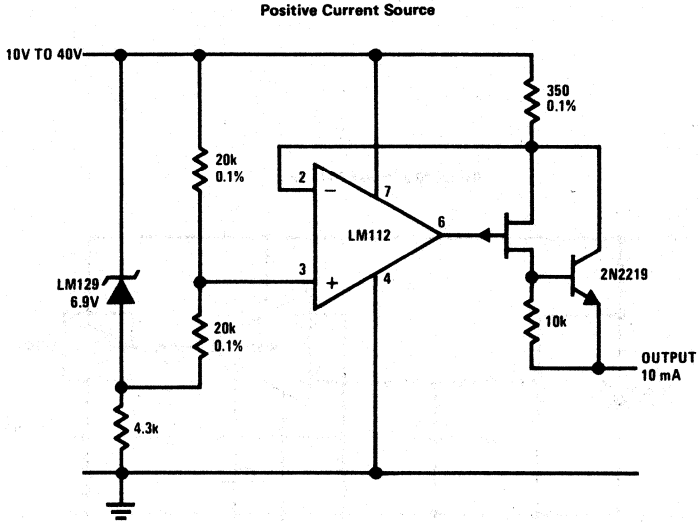 Positive Current Source
10V TO 40V
350
0.1%
20k
0.1%
2
−
7
LM112
6
3
+
4
LM129
6.9V
2N2219
20k
0.1%
10k
OUTPUT
10 mA
4.3k